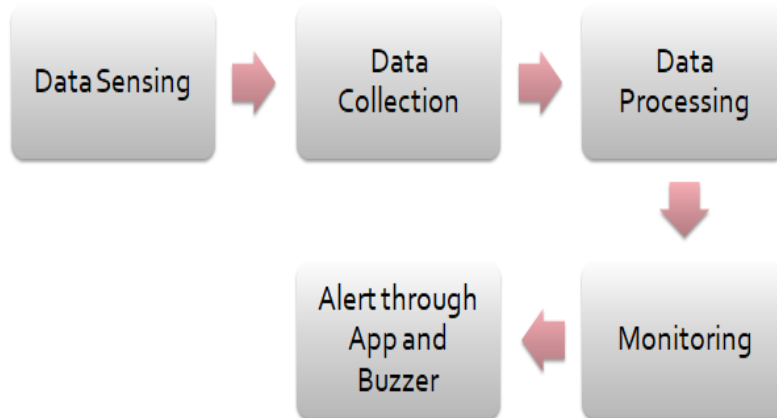 Data Sensing
Data
Collection
Data
Processing
Alert through
App and
Buzzer
Monitoring